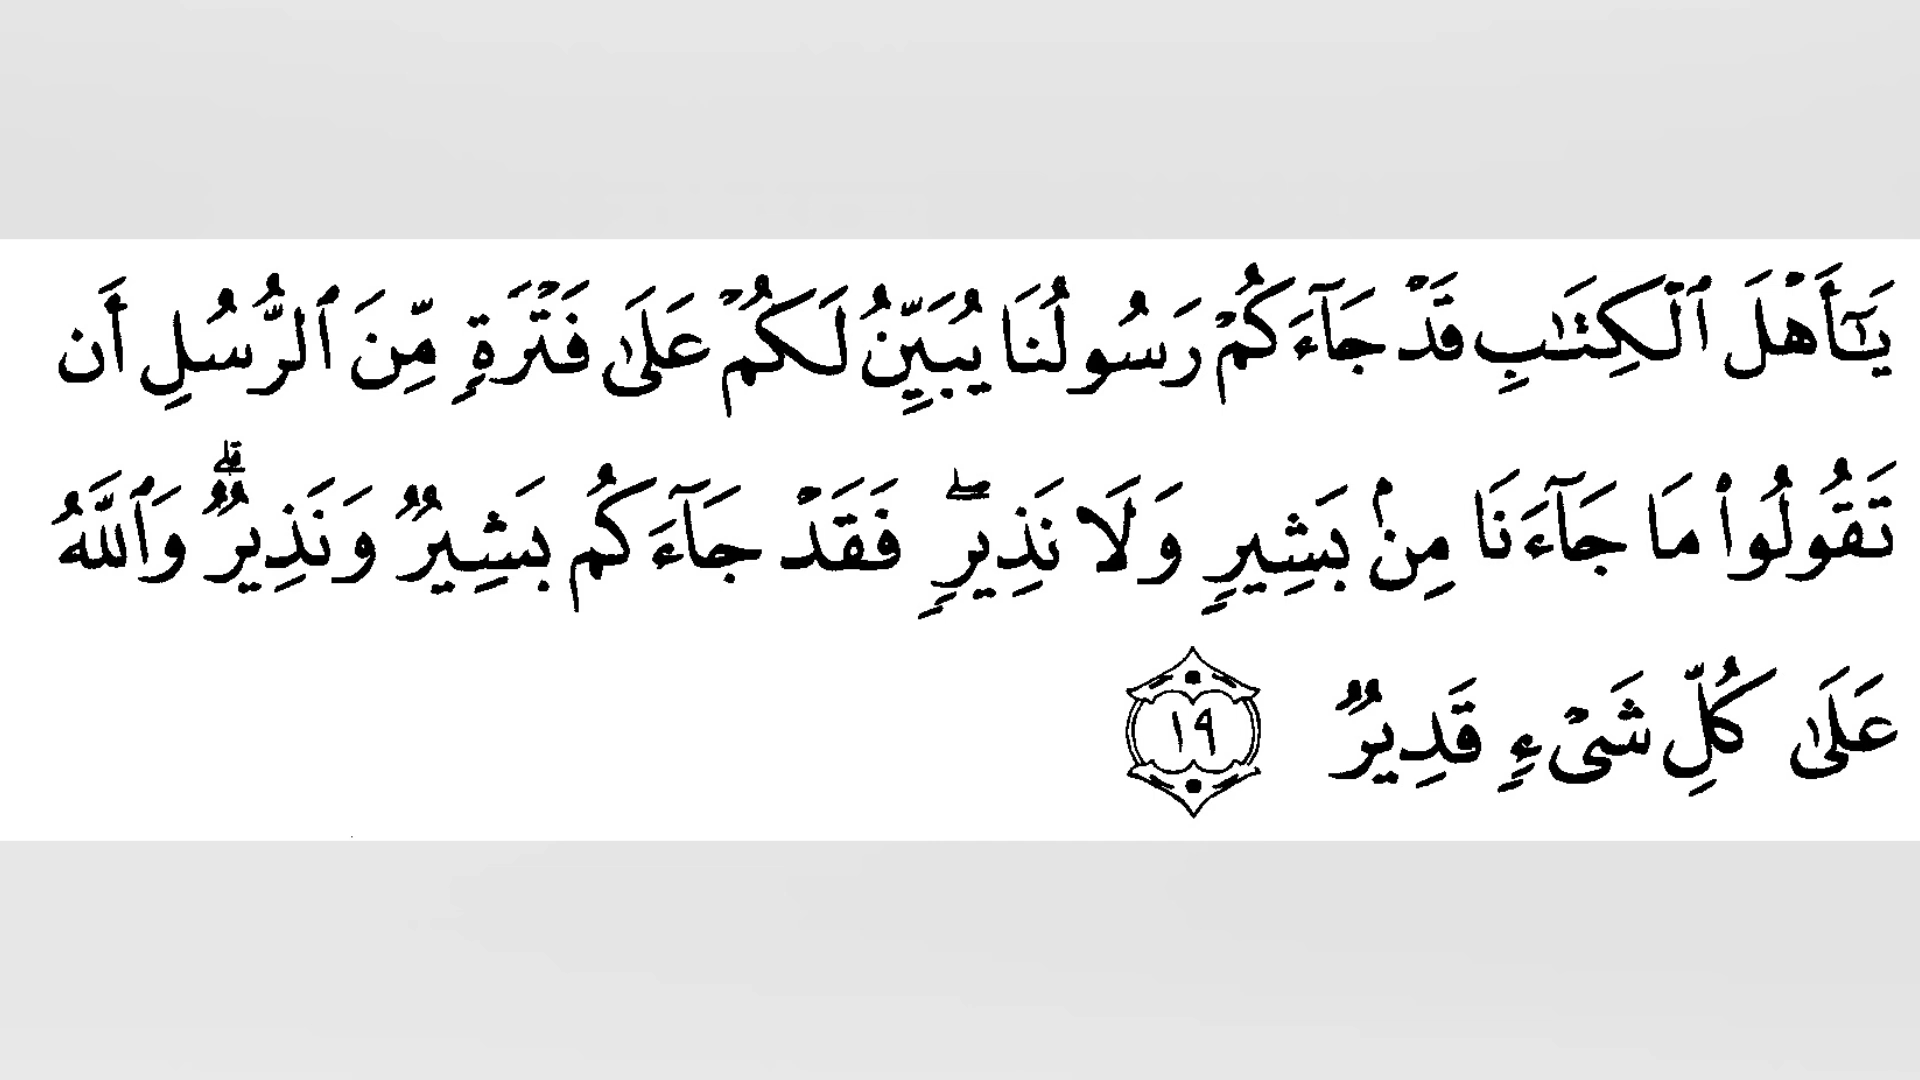 يَـٰٓأَهۡلَ ٱلۡكِتَـٰبِ قَدۡ جَآءَكُمۡ رَسُولُنَا يُبَيِّنُ لَكُمۡ عَلَىٰ فَتۡرَةٍ مِّنَ ٱلرُّسُلِ أَن
تَقُولُواْ مَا جَآءَنَا مِنۢ بَشِيرٍ وَلَا نَذِيرٍۖ فَقَدۡ جَآءَكُم بَشِيرٌ وَنَذِيرٌۗ وَٱللَّهُ
عَلَىٰ كُلِّ شَىۡءٍ قَدِيرٌ ١٩